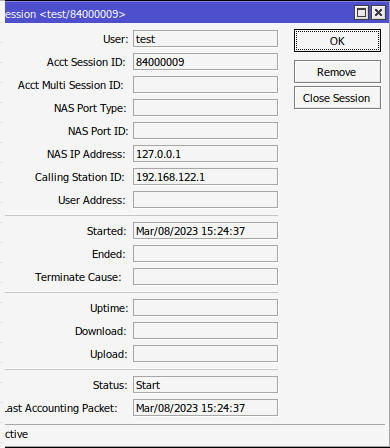 ession <test/84000009>
User: test
OK
Acct Session ID: 84000009
Remove
Acct Multi Session ID:
Close Session
NAS Port Type:
NAS Port ID:
NAS IP Address: 127.0.0.1
Calling Station ID: 192.168.122.1
User Address:
Started: Mar/08/2023 15:24:37
Ended:
Terminate Cause:
Uptime:
Download:
Upload:
Status: Start
ast Accounting Packet: Mar/08/2023 15:24:37
ctive